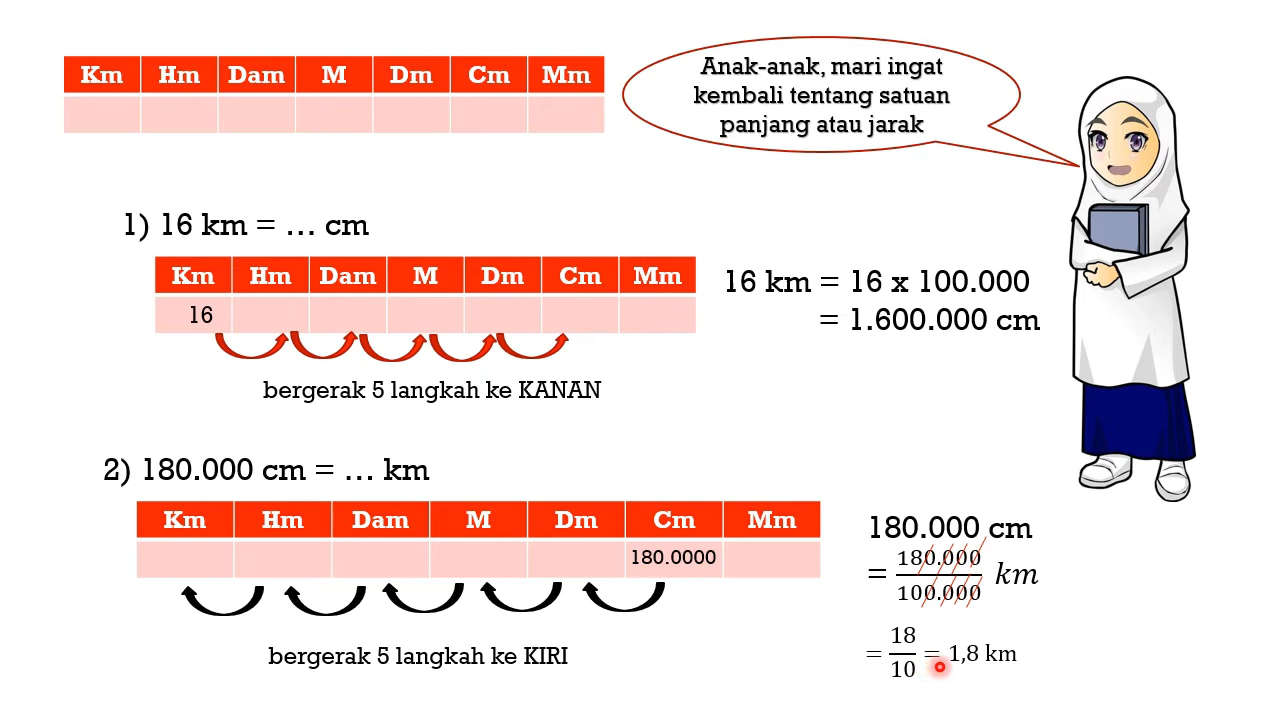 Km Hm Dam M Dm Cm Mm
Anak-anak, mari ingat
kembali tentang satuan
panjang atau jarak
1) 16 km = ... cm
Km Hm Dam M Dm Cm Mm
16
bergerak 5 langkah ke KANAN
16 km = 16 x 100.000
= 1.600.000 cm
2) 180.000 cm = ... km
Km Hm Dam M Dm Cm Mm
180.0000
bergerak 5 langkah ke KIRI
180.000 cm
= 180.000/100.000 km
= 18/10 = 1,8 km